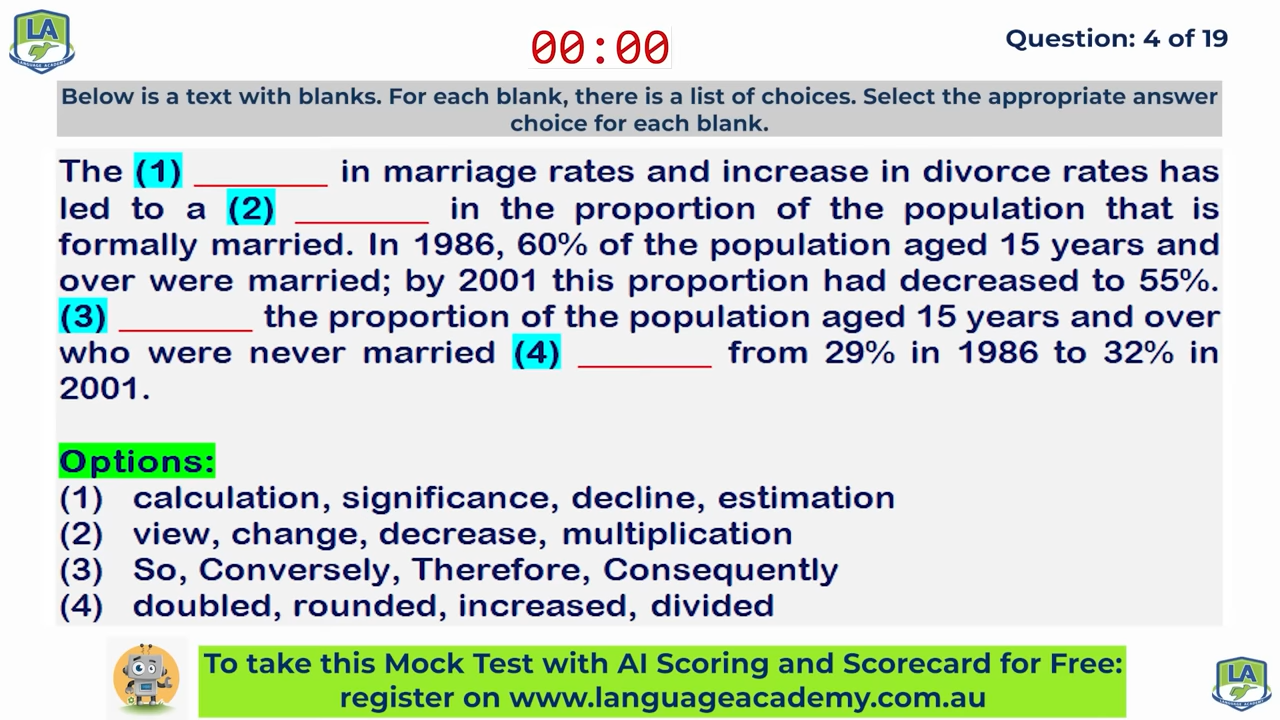 LA
LANGUAGE ACADEMY
00:00
Question: 4 of 19
Below is a text with blanks. For each blank, there is a list of choices. Select the appropriate answer
choice for each blank.
The (1) ________ in marriage rates and increase in divorce rates has
led to a (2) ________ in the proportion of the population that is
formally married. In 1986, 60% of the population aged 15 years and
over were married; by 2001 this proportion had decreased to 55%.
(3) ________ the proportion of the population aged 15 years and over
who were never married (4) ________ from 29% in 1986 to 32% in
2001.
Options:
(1) calculation, significance, decline, estimation
(2) view, change, decrease, multiplication
(3) So, Conversely, Therefore, Consequently
(4) doubled, rounded, increased, divided
To take this Mock Test with AI Scoring and Scorecard for Free:
register on www.languageacademy.com.au
LA
LANGUAGE ACADEMY